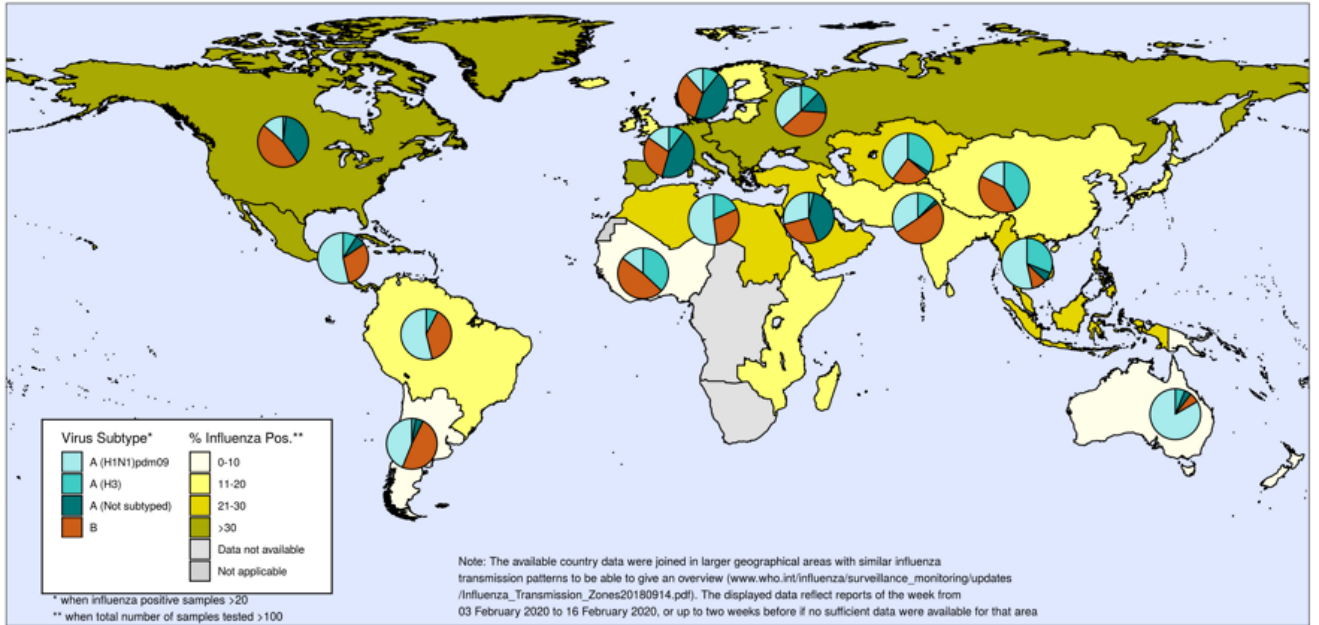 Virus Subtype*
A (H1N1)pdm09
A (H3)
A (Not subtyped)
B
% Influenza Pos.**
0-10
11-20
21-30
>30
Data not available
Not applicable
* when influenza positive samples >20
** when total number of samples tested >100
Note: The available country data were joined in larger geographical areas with similar influenza
transmission patterns to be able to give an overview (www.who.int/influenza/surveillance_monitoring/updates
/Influenza_Transmission_Zones20180914.pdf). The displayed data reflect reports of the week from
03 February 2020 to 16 February 2020, or up to two weeks before if no sufficient data were available for that area